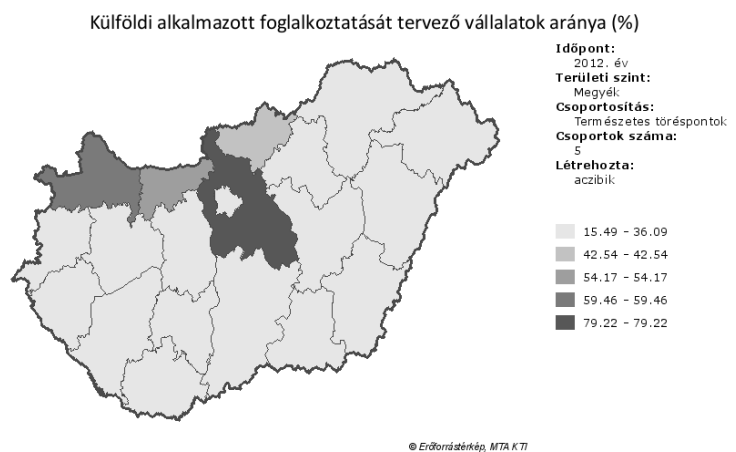 Külföldi alkalmazott foglalkoztatását tervező vállalatok aránya (%)
Időpont:
2012. év
Területi szint:
Megyék
Csoportosítás:
Természetes töréspontok
Csoportok száma:
5
Létrehozta:
aczibik
15.49 - 36.09
42.54 - 42.54
54.17 - 54.17
59.46 - 59.46
79.22 - 79.22
© Erőforrástérkép, MTA KTI